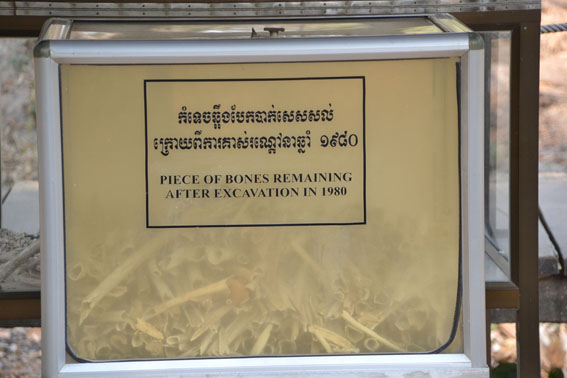 កំទេចឆ្អឹងបែកបាក់សេសសល់
ក្រោយពីការគាស់រណ្តៅនាឆ្នាំ ១៩៨០
PIECE OF BONES REMAINING
AFTER EXCAVATION IN 1980